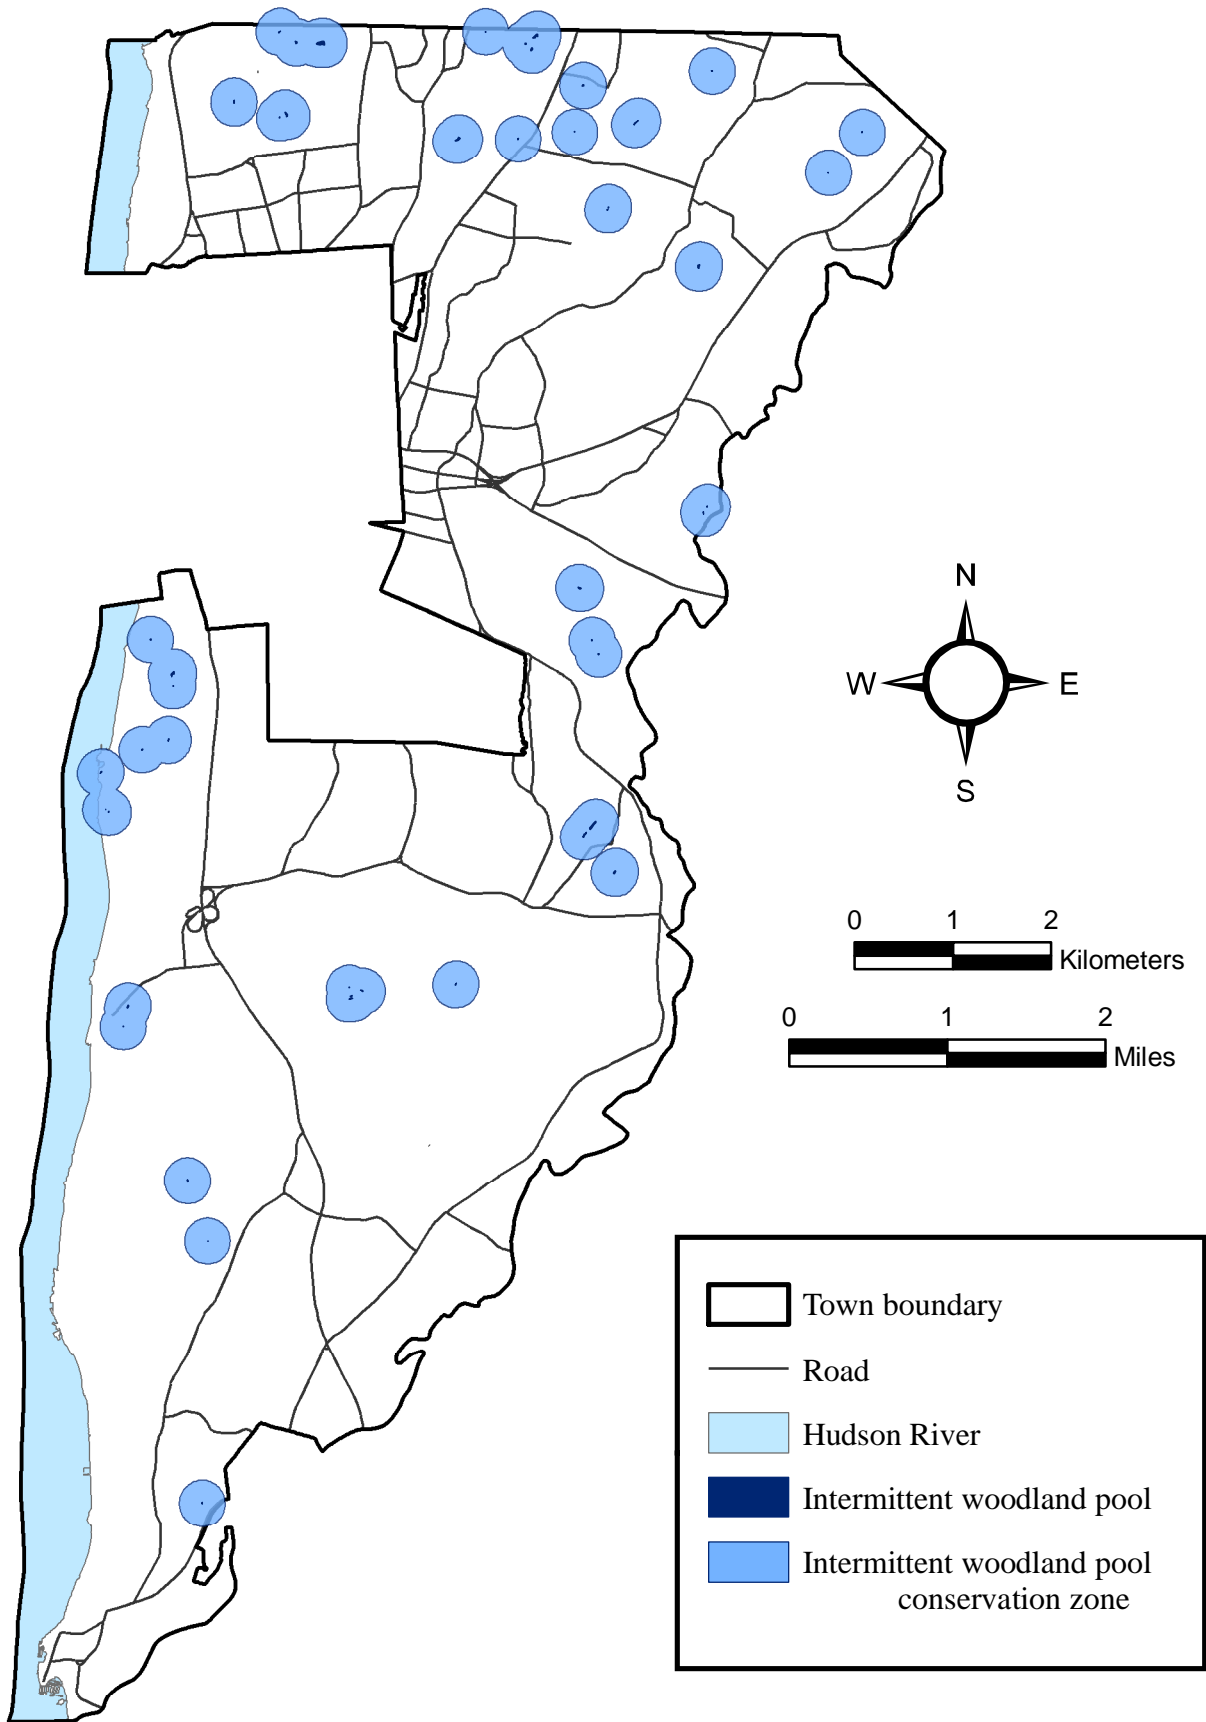 N
W E
S
0 1 2
Kilometers
0 1 2
Miles
Town boundary
Road
Hudson River
Intermittent woodland pool
Intermittent woodland pool
conservation zone